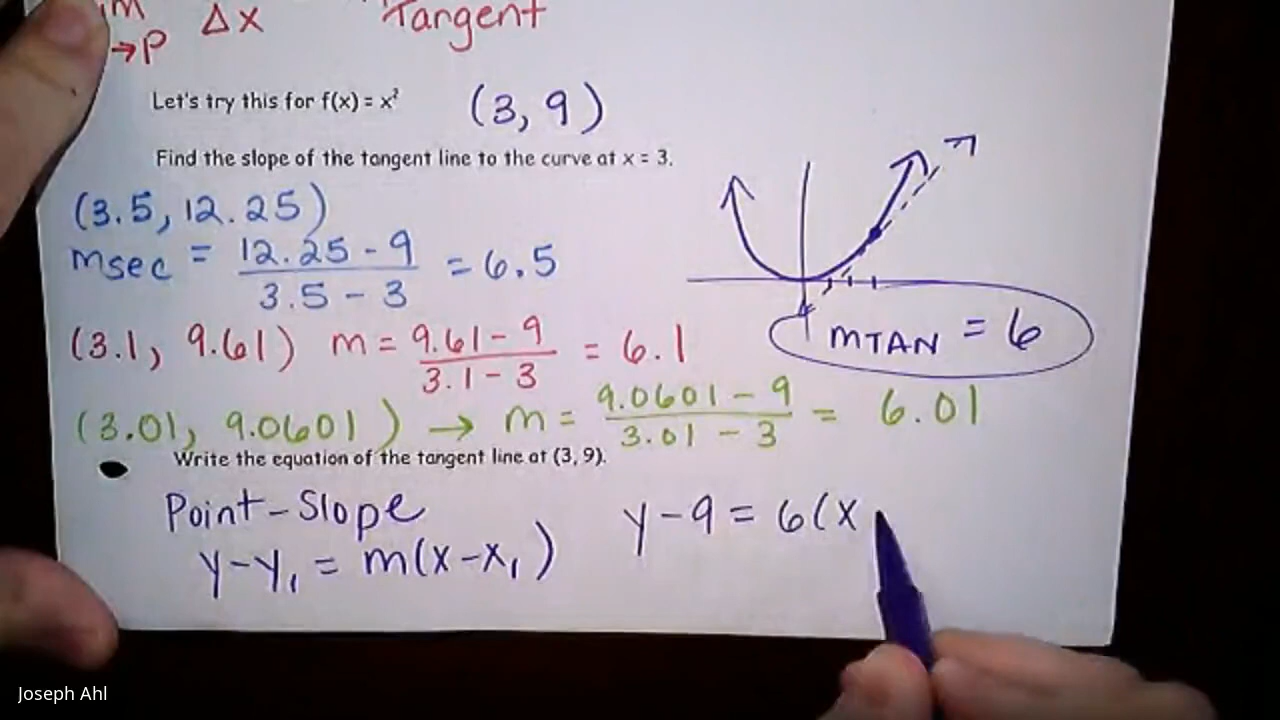 m Δx Tangent
→P
Let's try this for f(x) = x² (3, 9)
Find the slope of the tangent line to the curve at x = 3.
(3.5, 12.25)
msec = 12.25 - 9 / 3.5 - 3 = 6.5
mTAN = 6
(3.1, 9.61) m = 9.61 - 9 / 3.1 - 3 = 6.1
(3.01, 9.0601) → m = 9.0601 - 9 / 3.01 - 3 = 6.01
Write the equation of the tangent line at (3, 9).
Point-Slope
y-y₁ = m(x-x₁)
y-9 = 6(x
Joseph Ahl